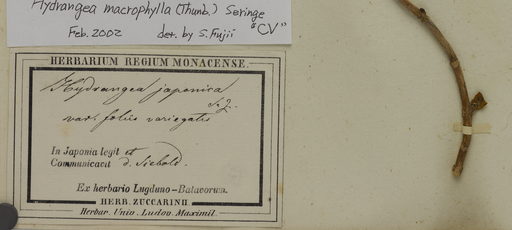 Hydrangea macrophylla (Thunb.) Seringe
Feb. 2002 det. by S. Fujii "CV"
HERBARIUM REGIUM MONACENSE.
Hydrangea japonica
S. Z.
var. foliis variegatis
In Japonia legit et
Communicavit d. Siebold.
Ex herbario Lugduno-Batavorum.
HERB. ZUCCARINII
Herbar. Univ. Ludov. Maximil.